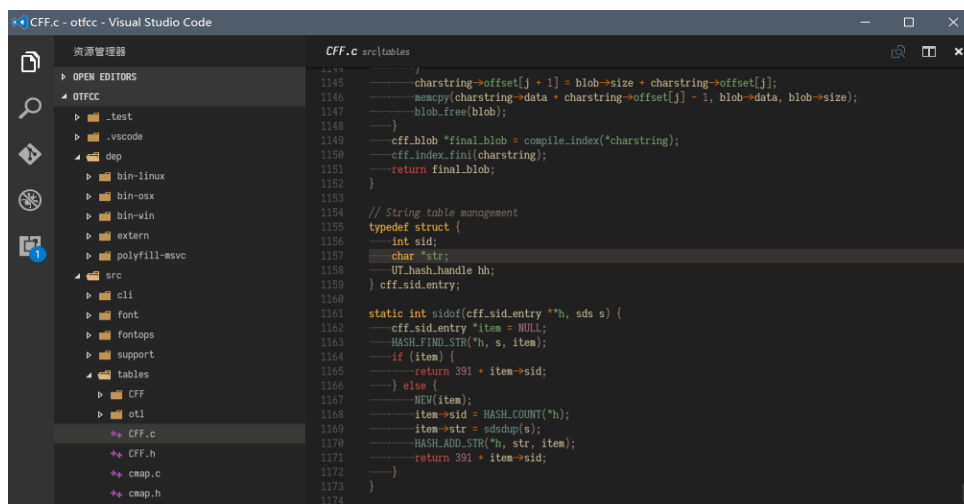 CFF.c - otfcc - Visual Studio Code
资源管理器
OPEN EDITORS
OTFCC
_test
.vscode
dep
bin-linux
bin-osx
bin-win
extern
polyfill-msvc
src
cli
font
fontops
support
tables
CFF
otl
CFF.c
CFF.h
cmap.c
cmap.h
1
CFF.c src\tables
1144 }
1145 charstring->offset[j + 1] = blob->size + charstring->offset[j];
1146 memcpy(charstring->data + charstring->offset[j] - 1, blob->data, blob->size);
1147 blob_free(blob);
1148 }
1149 cff_blob *final_blob = compile_index(*charstring);
1150 cff_index_fini(charstring);
1151 return final_blob;
1152 }
1153
1154 // String table management
1155 typedef struct {
1156 int sid;
1157 char *str;
1158 UT_hash_handle hh;
1159 } cff_sid_entry;
1160
1161 static int sidof(cff_sid_entry **h, sds s) {
1162 cff_sid_entry *item = NULL;
1163 HASH_FIND_STR(*h, s, item);
1164 if (item) {
1165 return 391 + item->sid;
1166 } else {
1167 NEW(item);
1168 item->sid = HASH_COUNT(*h);
1169 item->str = sdsdup(s);
1170 HASH_ADD_STR(*h, str, item);
1171 return 391 + item->sid;
1172 }
1173 }
1174